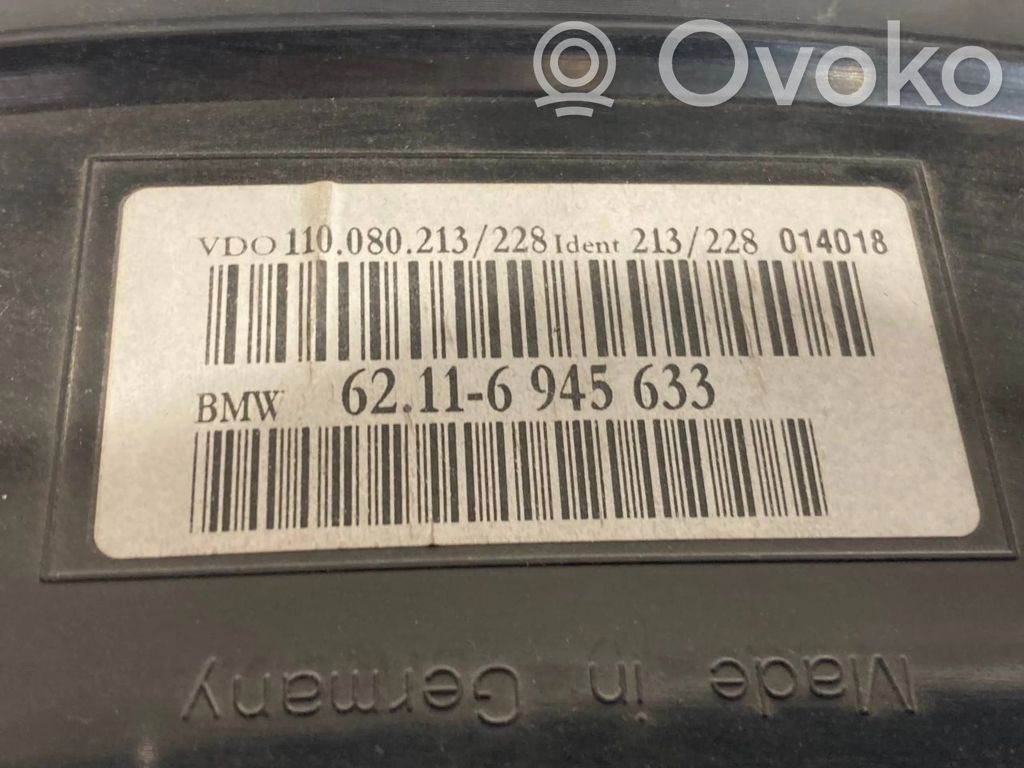 Ovoko
VDO 110.080.213/228 Ident 213/228 014018
BMW 62.11-6 945 633
Made in Germany